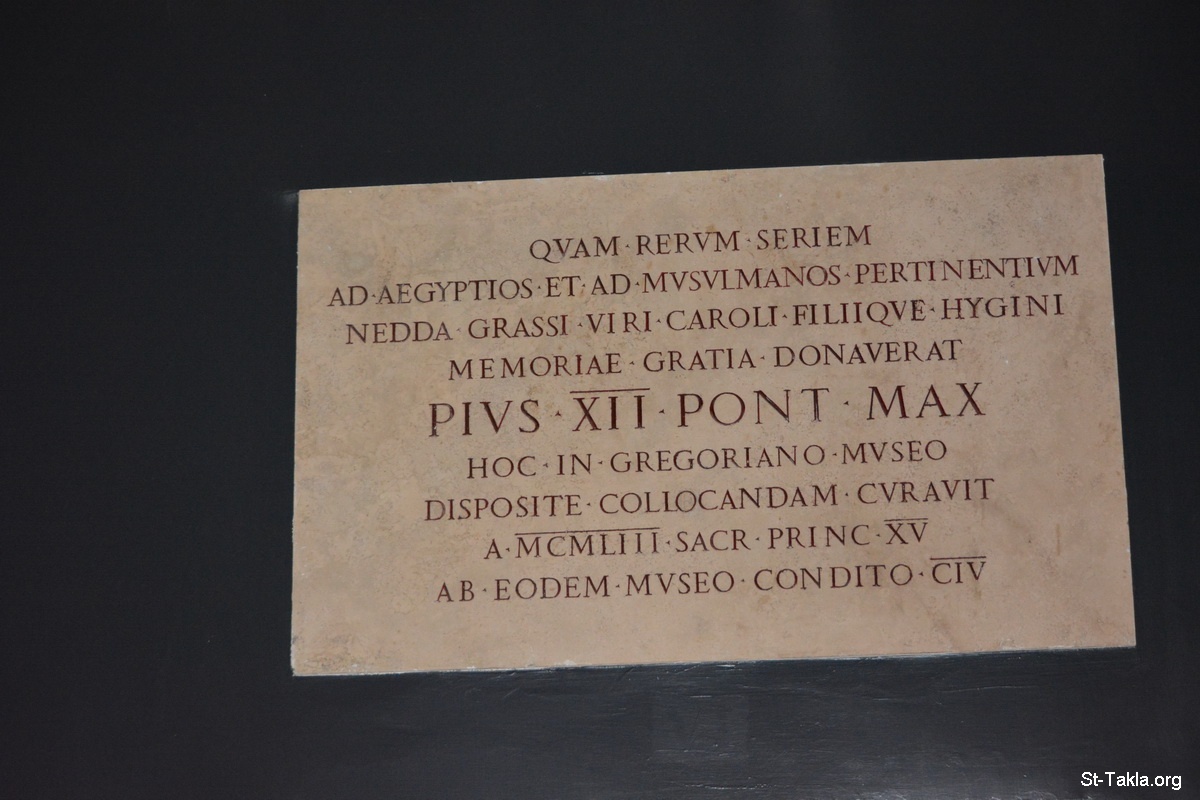 QVAM · RERVM · SERIEM
AD · AEGYPTIOS · ET · AD · MVSVLMANOS · PERTINENTIVM
NEDDA · GRASSI · VIRI · CAROLI · FILIIQVE · HYGINI
MEMORIAE · GRATIA · DONAVERAT
PIVS · XII · PONT · MAX
HOC · IN · GREGORIANO · MVSEO
DISPOSITE · COLLOCANDAM · CVRAVIT
A · MCMLIII · SACR · PRINC · XV
AB · EODEM · MVSEO · CONDITO · CIV
St-Takla.org